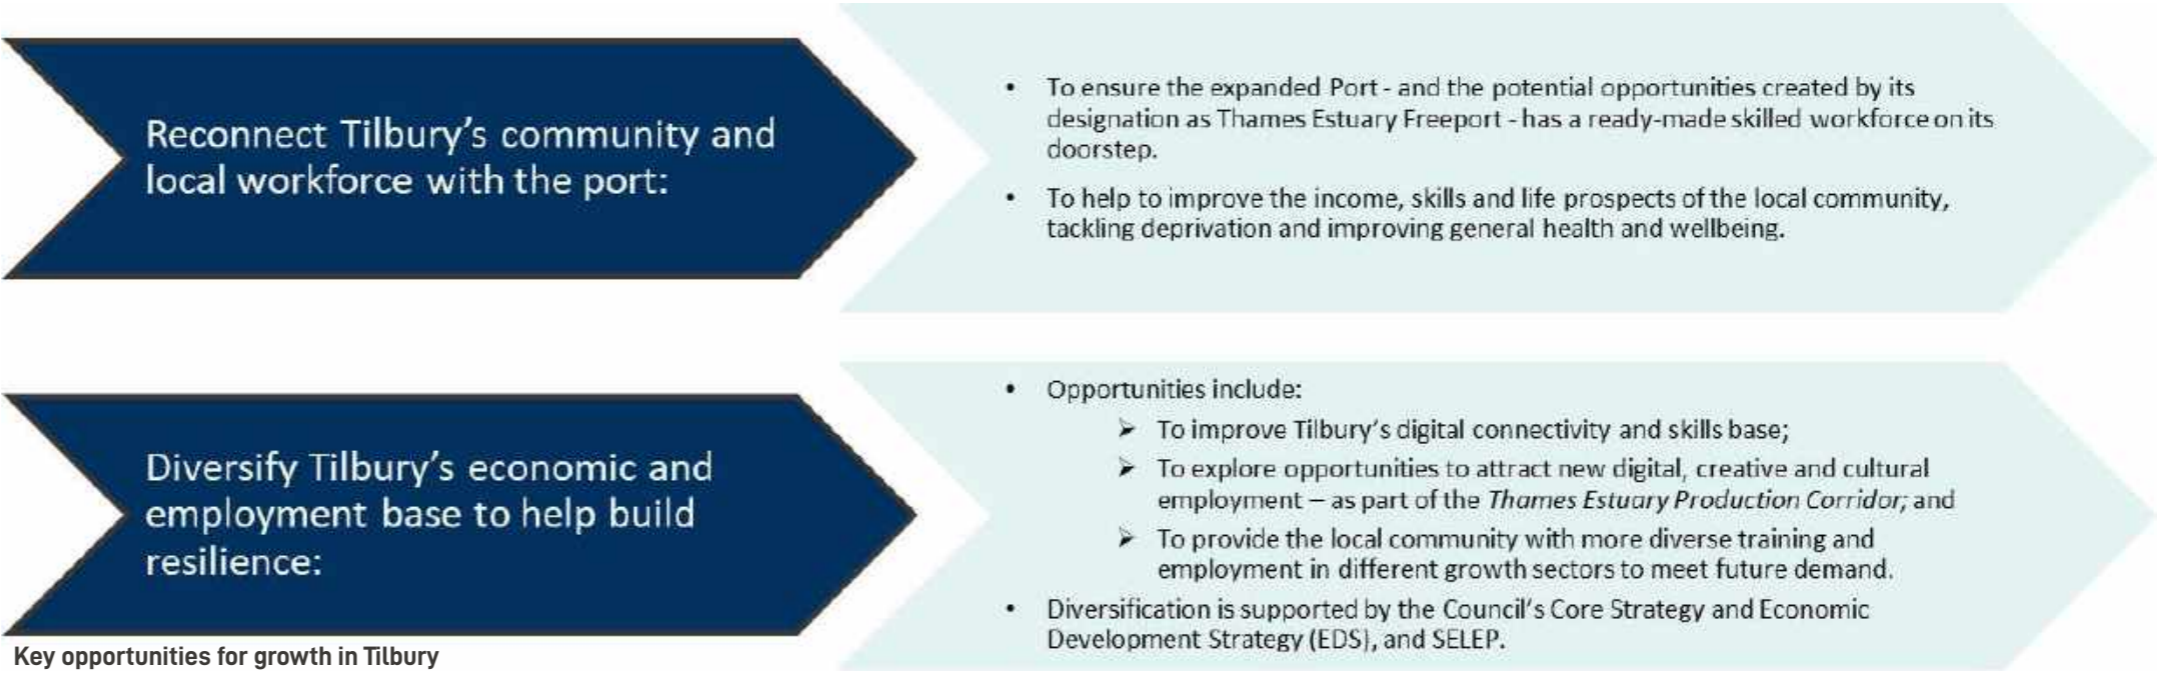 Reconnect Tilbury's community and
local workforce with the port:
• To ensure the expanded Port - and the potential opportunities created by its
designation as Thames Estuary Freeport - has a ready-made skilled workforce on its
doorstep.
• To help to improve the income, skills and life prospects of the local community,
tackling deprivation and improving general health and wellbeing.
Diversify Tilbury's economic and
employment base to help build
resilience:
• Opportunities include:
➢ To improve Tilbury's digital connectivity and skills base;
➢ To explore opportunities to attract new digital, creative and cultural
employment – as part of the Thames Estuary Production Corridor; and
➢ To provide the local community with more diverse training and
employment in different growth sectors to meet future demand.
• Diversification is supported by the Council's Core Strategy and Economic
Development Strategy (EDS), and SELEP.
Key opportunities for growth in Tilbury